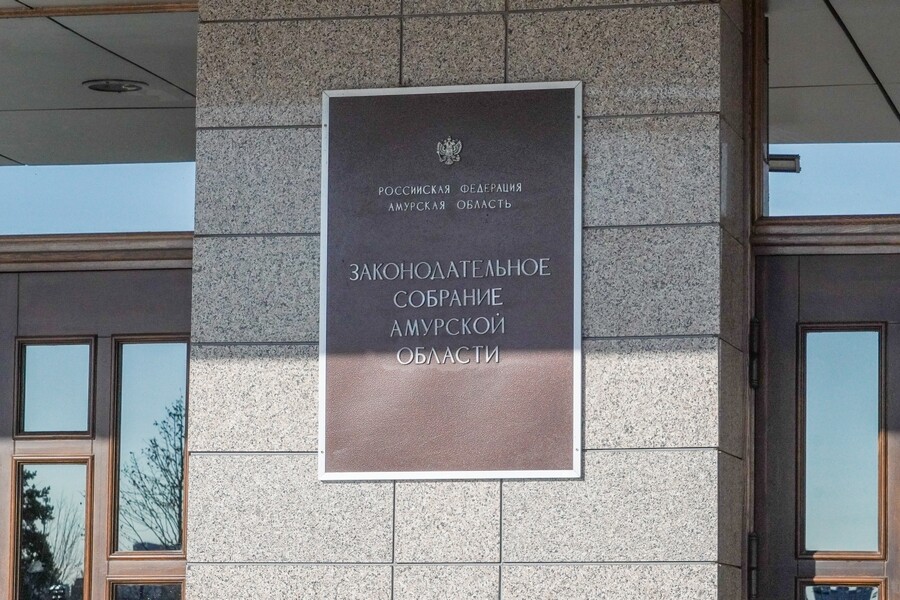 РОССИЙСКАЯ ФЕДЕРАЦИЯ
АМУРСКАЯ ОБЛАСТЬ
ЗАКОНОДАТЕЛЬНОЕ
СОБРАНИЕ
АМУРСКОЙ
ОБЛАСТИ